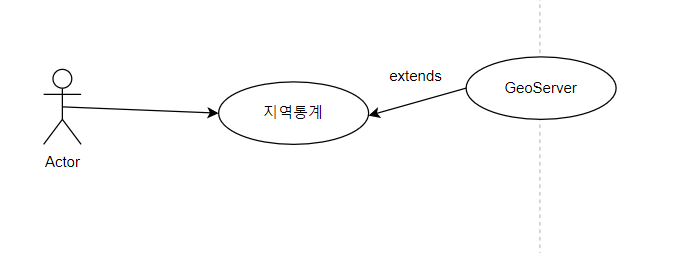 extends
GeoServer
지역통계
Actor